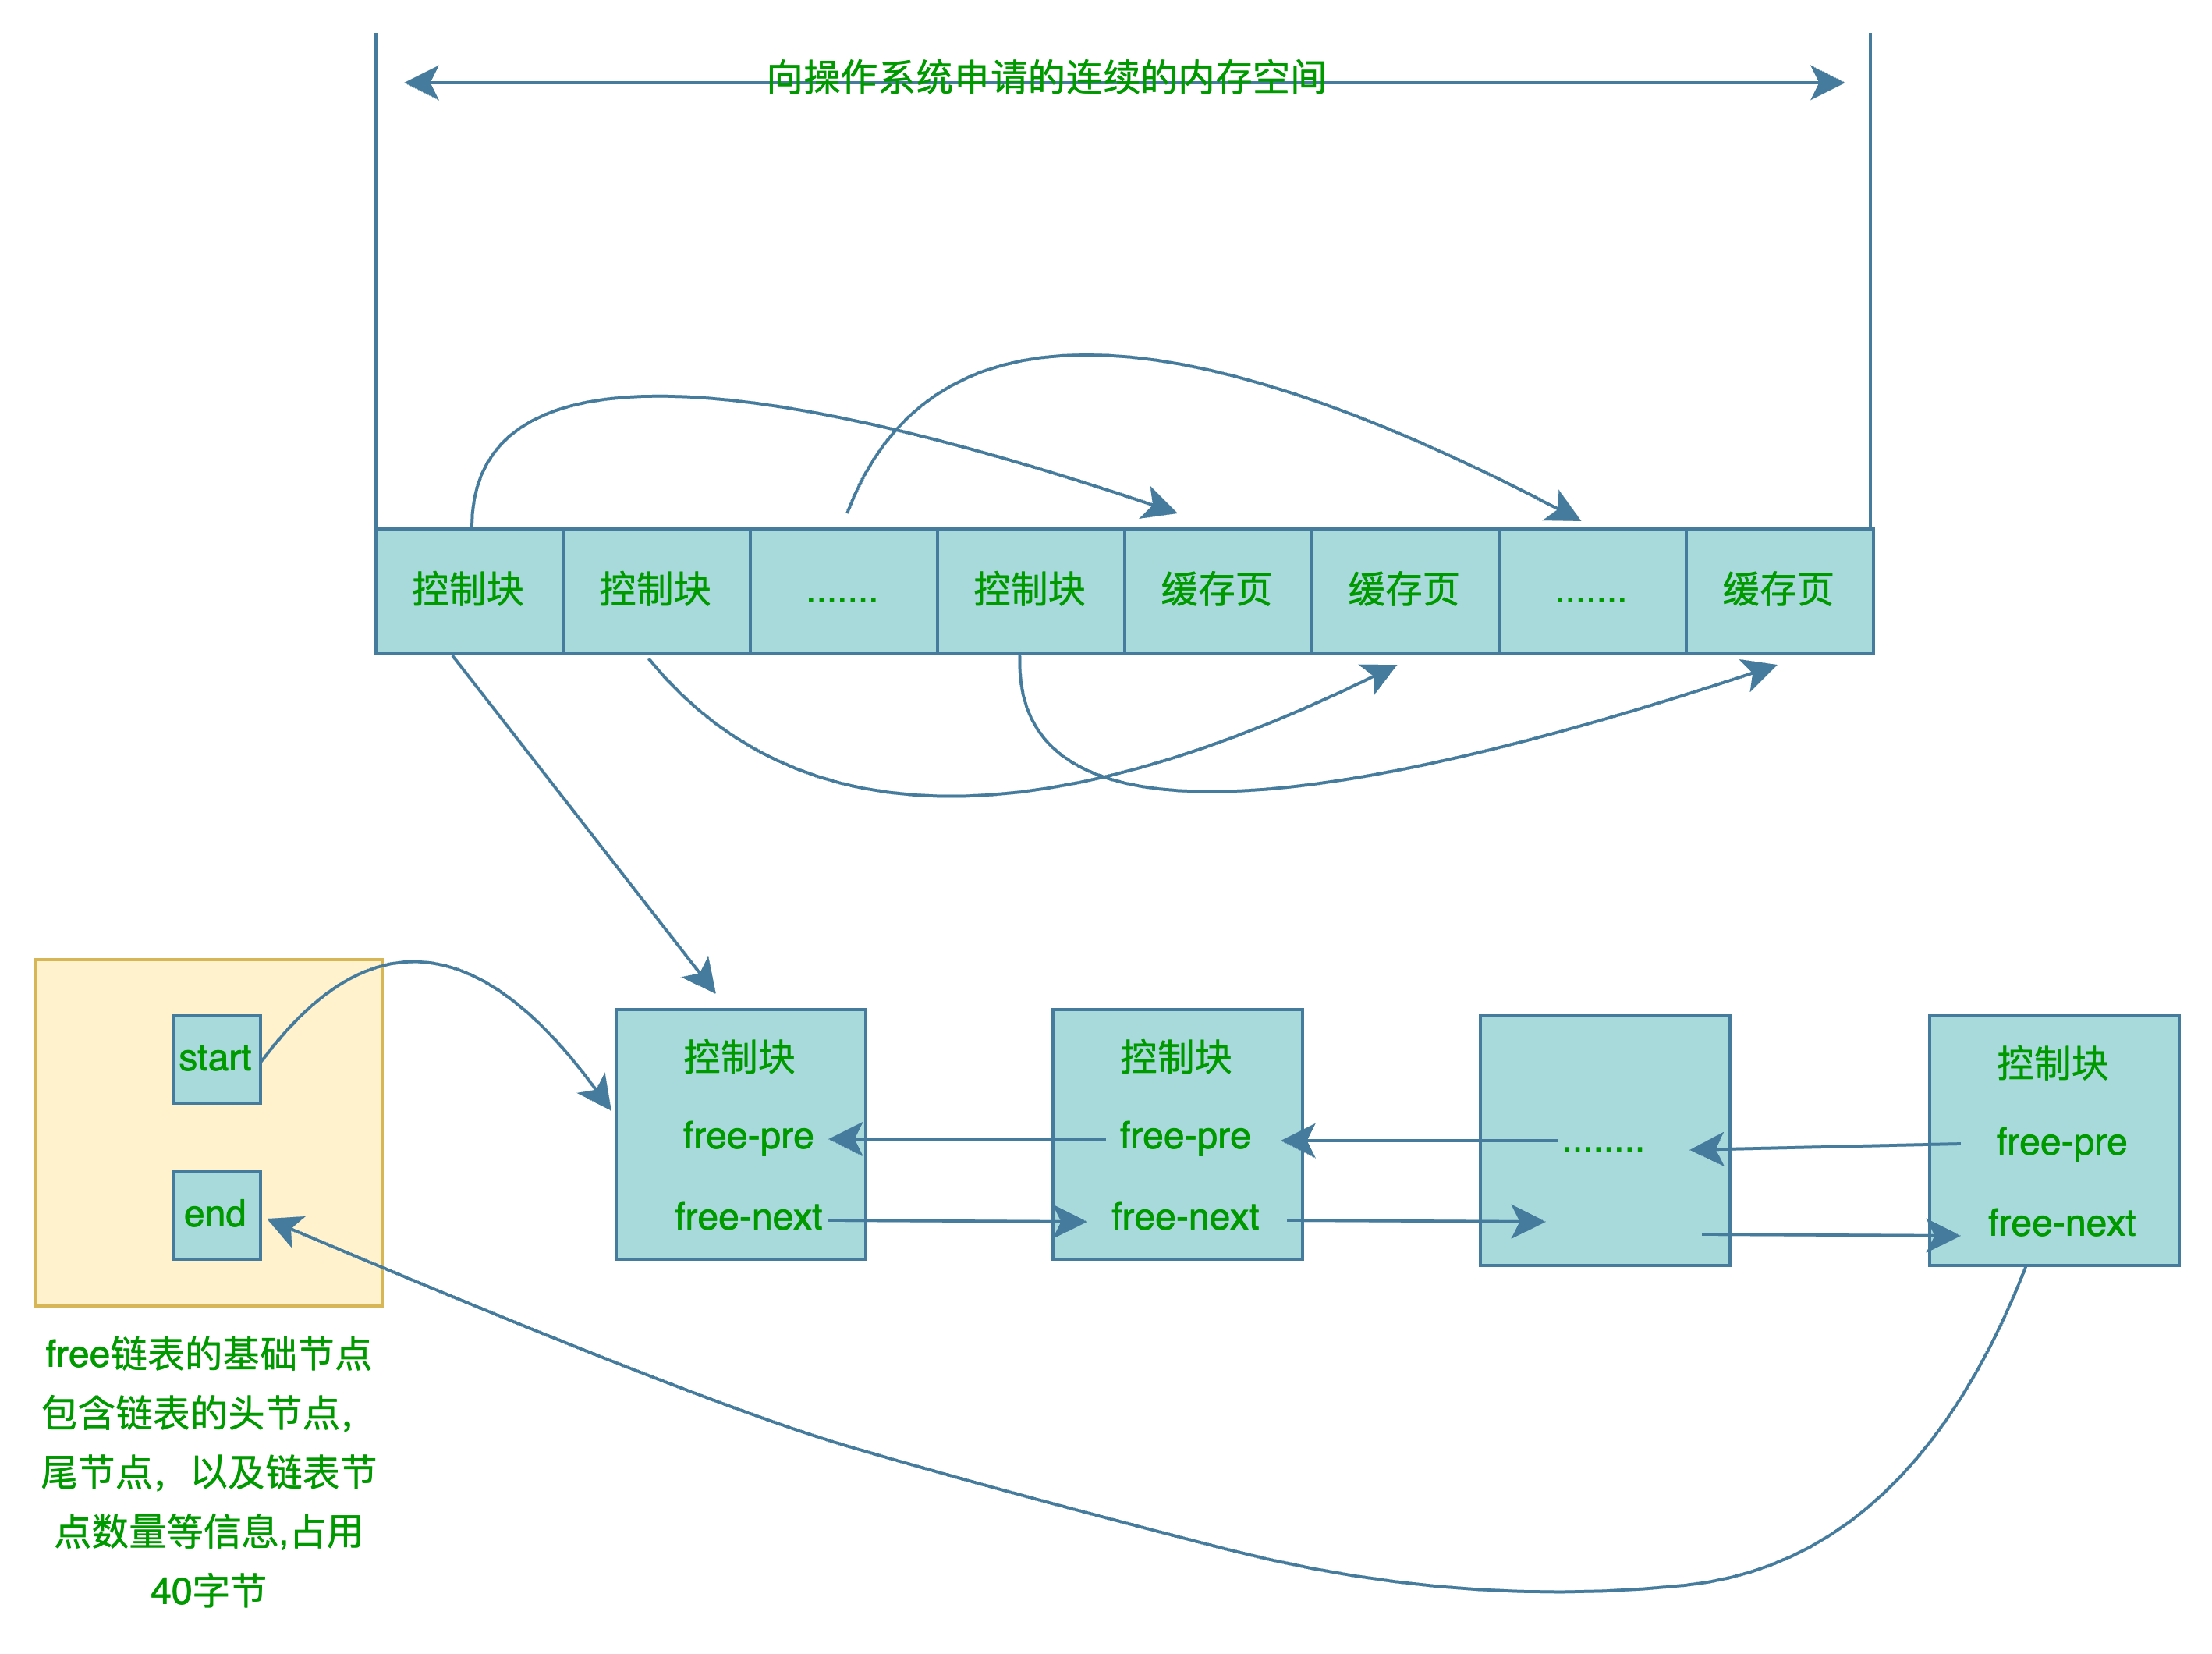 向操作系统申请的连续的内存空间
控制块 控制块 ....... 控制块 缓存页 缓存页 ....... 缓存页
start
end
控制块
free-pre
free-next
控制块
free-pre
free-next
........
控制块
free-pre
free-next
free链表的基础节点
包含链表的头节点，
尾节点，以及链表节
点数量等信息,占用
40字节